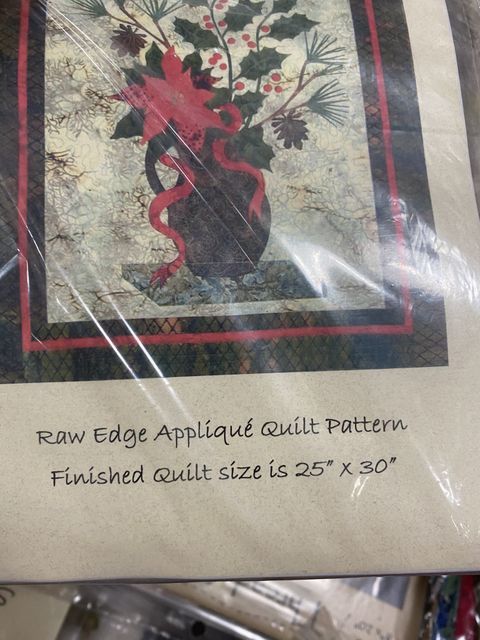 Raw Edge Appliqué Quilt Pattern
Finished Quilt size is 25" x 30"